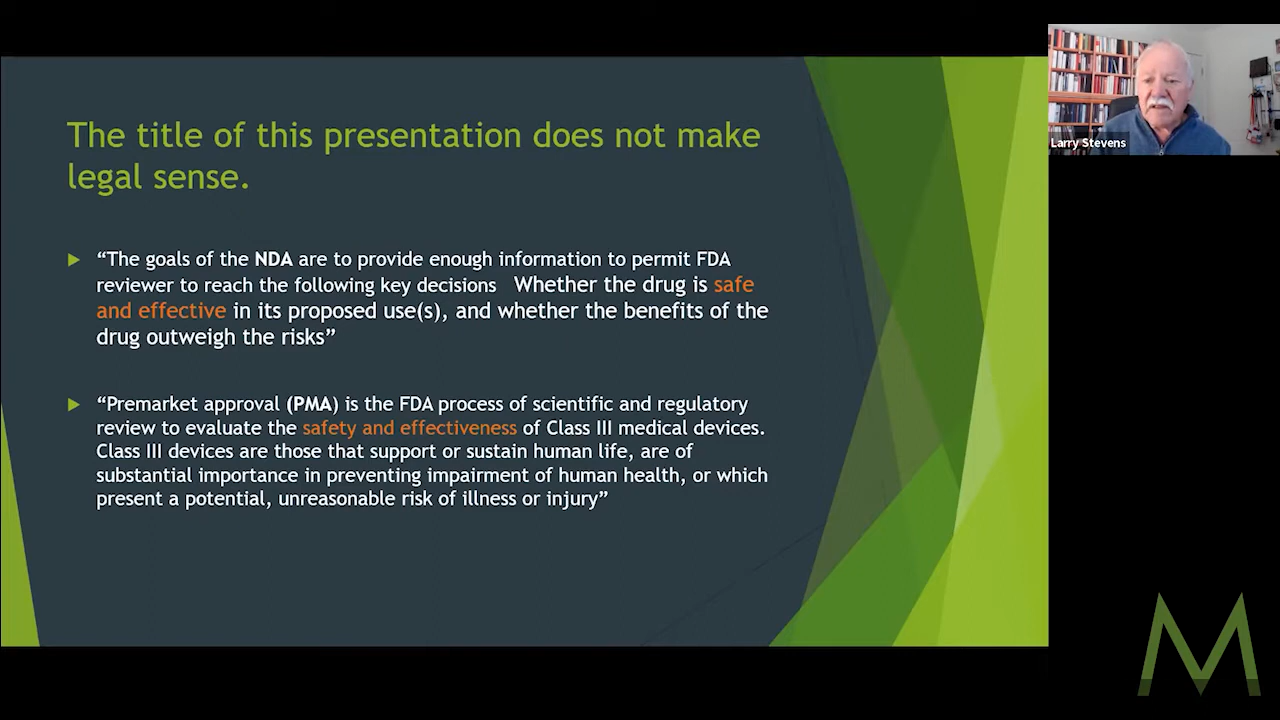 The title of this presentation does not make
legal sense.
“The goals of the NDA are to provide enough information to permit FDA
reviewer to reach the following key decisions Whether the drug is safe
and effective in its proposed use(s), and whether the benefits of the
drug outweigh the risks”
“Premarket approval (PMA) is the FDA process of scientific and regulatory
review to evaluate the safety and effectiveness of Class III medical devices.
Class III devices are those that support or sustain human life, are of
substantial importance in preventing impairment of human health, or which
present a potential, unreasonable risk of illness or injury”
Larry Stevens
M